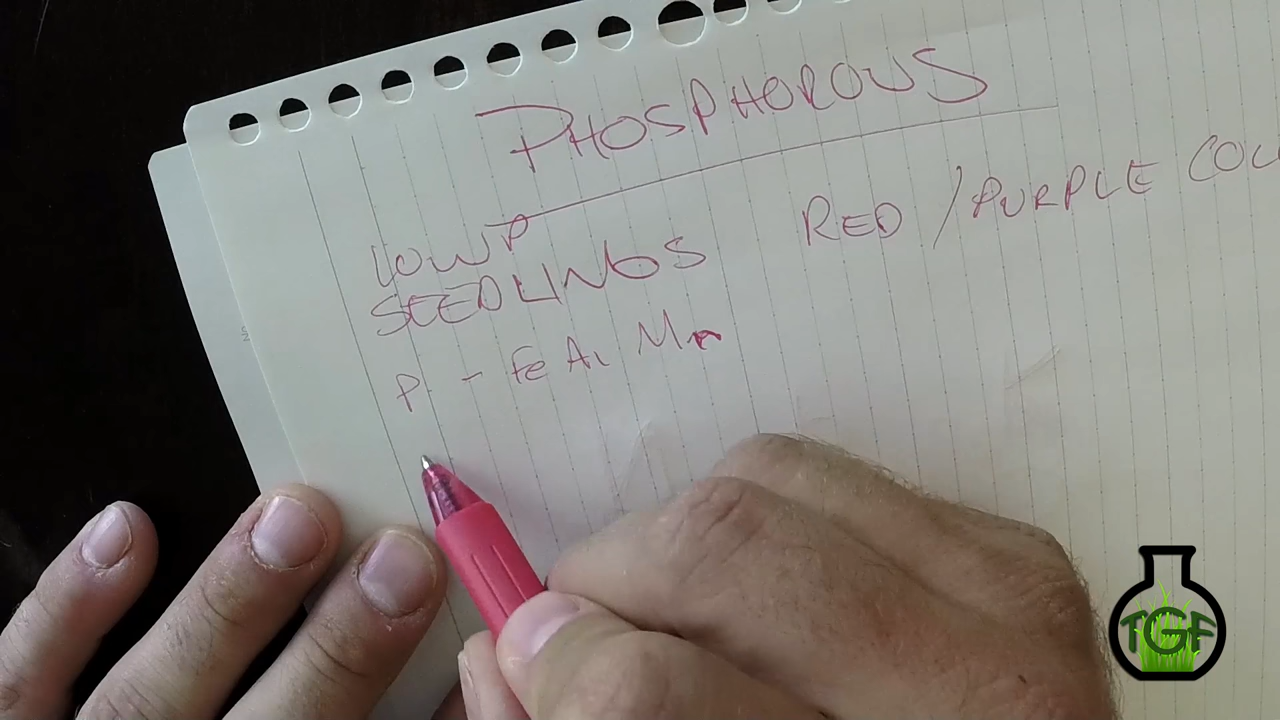 PHOSPHOROUS
LOW P
RED / PURPLE COL
SEEDLINGS
P - Fe AL Mn
TGF